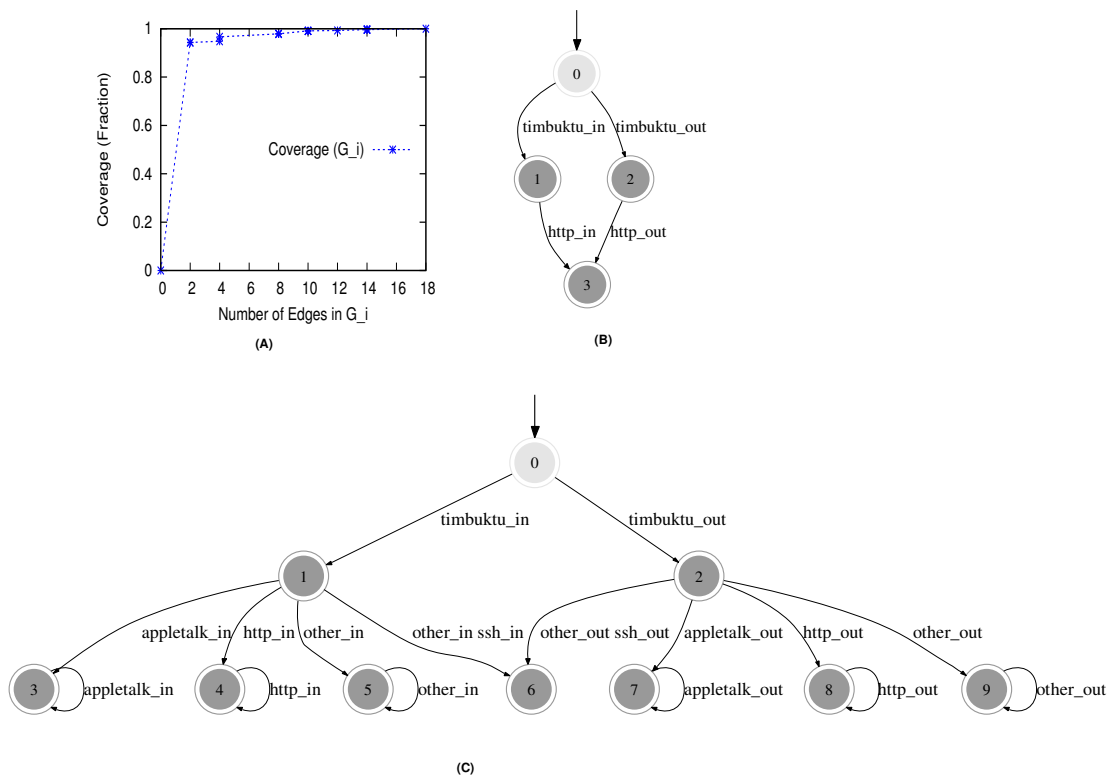 1
0.8
0.6
0.4
0.2
0
Coverage (Fraction)
Coverage (G_i)
0 2 4 6 8 10 12 14 16 18
Number of Edges in G_i
(A)
0
timbuktu_in timbuktu_out
1 2
http_in http_out
3
(B)
0
timbuktu_in timbuktu_out
1 2
appletalk_in http_in other_in other_in ssh_in other_out ssh_out appletalk_out http_out other_out
3 appletalk_in 4 http_in 5 other_in 6 7 appletalk_out 8 http_out 9 other_out
(C)